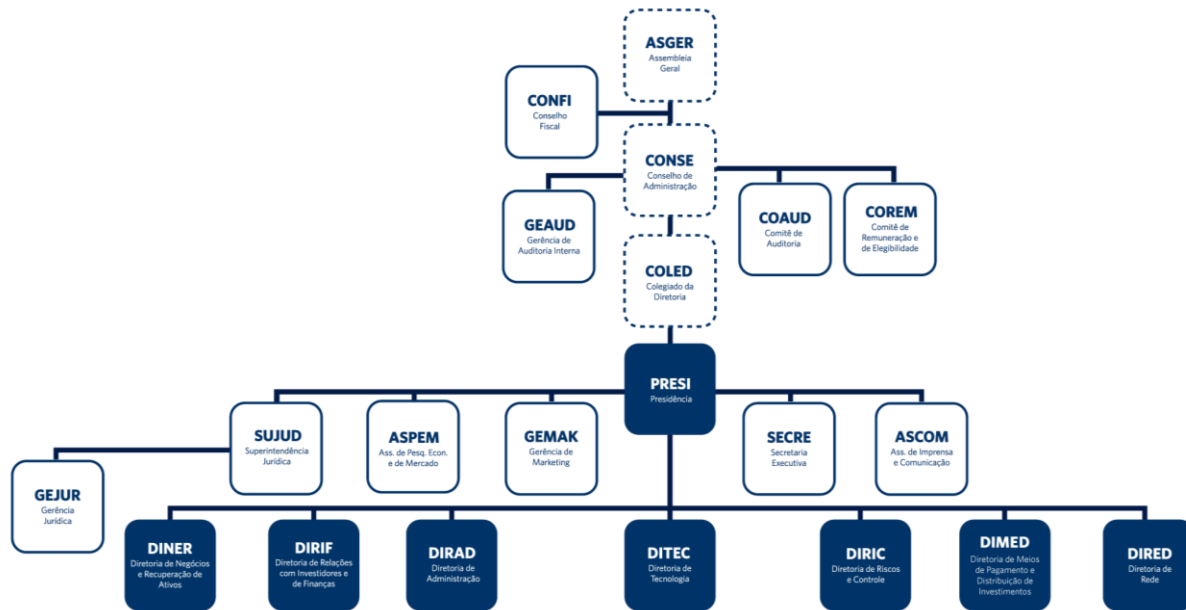 ASGER
Assembleia
Geral
CONFI
Conselho
Fiscal
CONSE
Conselho de
Administração
GEAUD
Gerência de
Auditoria Interna
COAUD
Comitê de
Auditoria
COREM
Comitê de
Remuneração e
de Elegibilidade
COLED
Colegiado da
Diretoria
PRESI
Presidência
SUJUD
Superintendência
Jurídica
ASPEM
Ass. de Pesq. Econ.
e de Mercado
GEMAK
Gerência de
Marketing
SECRE
Secretaria
Executiva
ASCOM
Ass. de Imprensa
e Comunicação
GEJUR
Gerência
Jurídica
DINER
Diretoria de Negócios
e Recuperação de
Ativos
DIRIF
Diretoria de Relações
com Investidores e
de Finanças
DIRAD
Diretoria de
Administração
DITEC
Diretoria de
Tecnologia
DIRIC
Diretoria de Riscos
e Controle
DIMED
Diretoria de Meios
de Pagamento e
Distribuição de
Investimentos
DIRED
Diretoria de
Rede